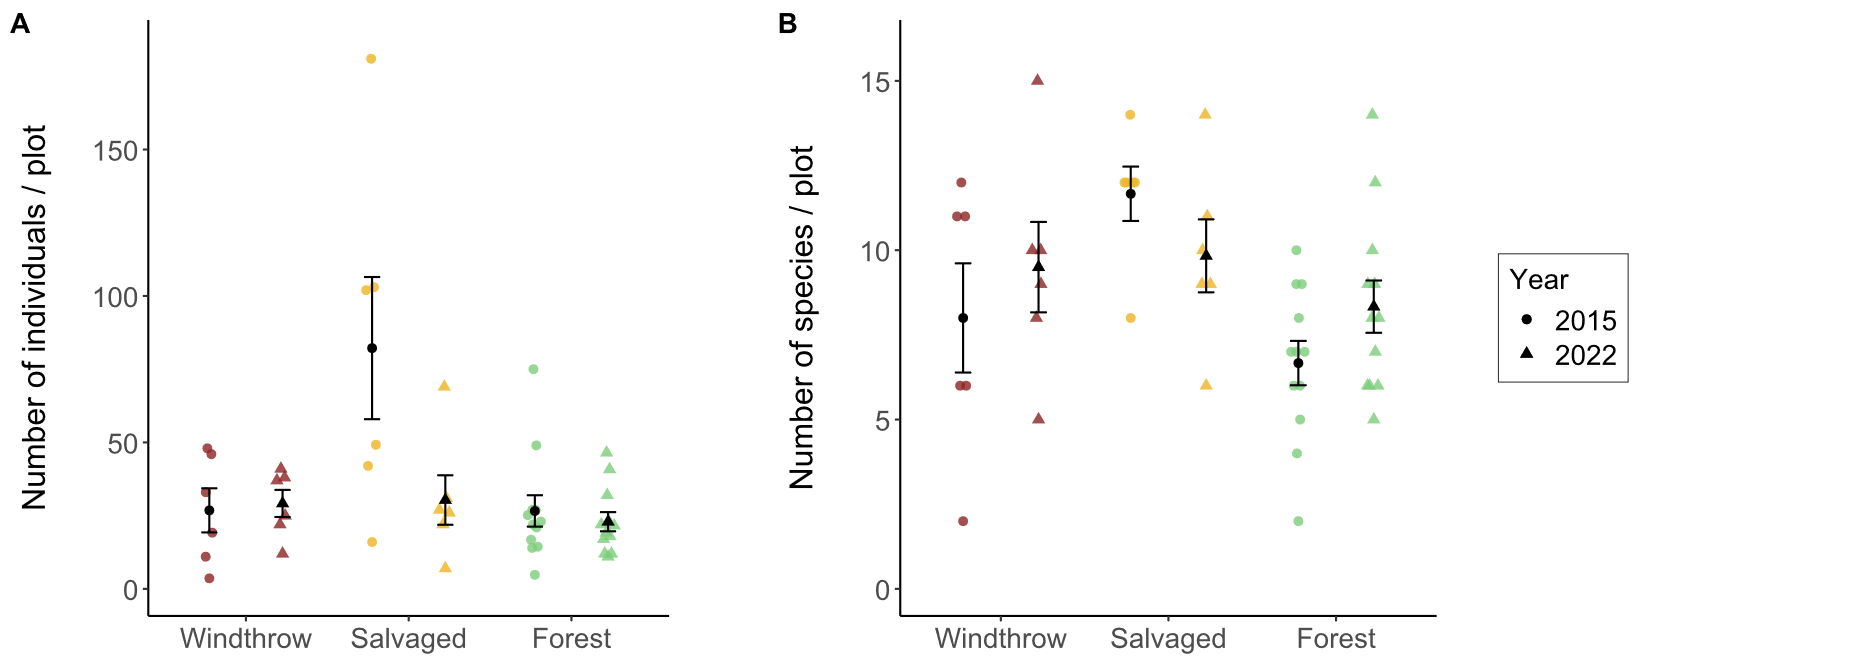 A
Number of individuals / plot
150
100
50
0
Windthrow Salvaged Forest
B
Number of species / plot
15
10
5
0
Windthrow Salvaged Forest
Year
2015
2022